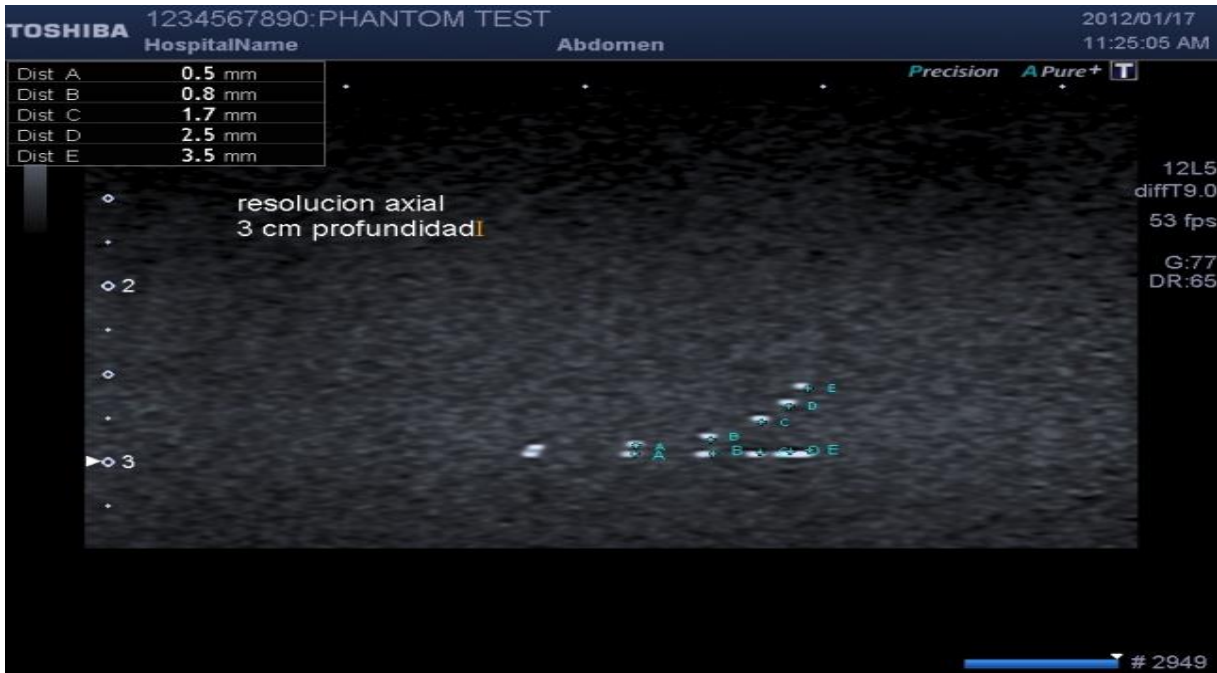 TOSHIBA
1234567890:PHANTOM TEST
HospitalName
Abdomen
2012/01/17
11:25:05 AM
Dist A 0.5 mm
Dist B 0.8 mm
Dist C 1.7 mm
Dist D 2.5 mm
Dist E 3.5 mm
Precision A Pure+ T
12L5
diffT9.0
53 fps
G:77
DR:65
resolucion axial
3 cm profundidad
2
E
D
C
B
A
A B D E
3
# 2949